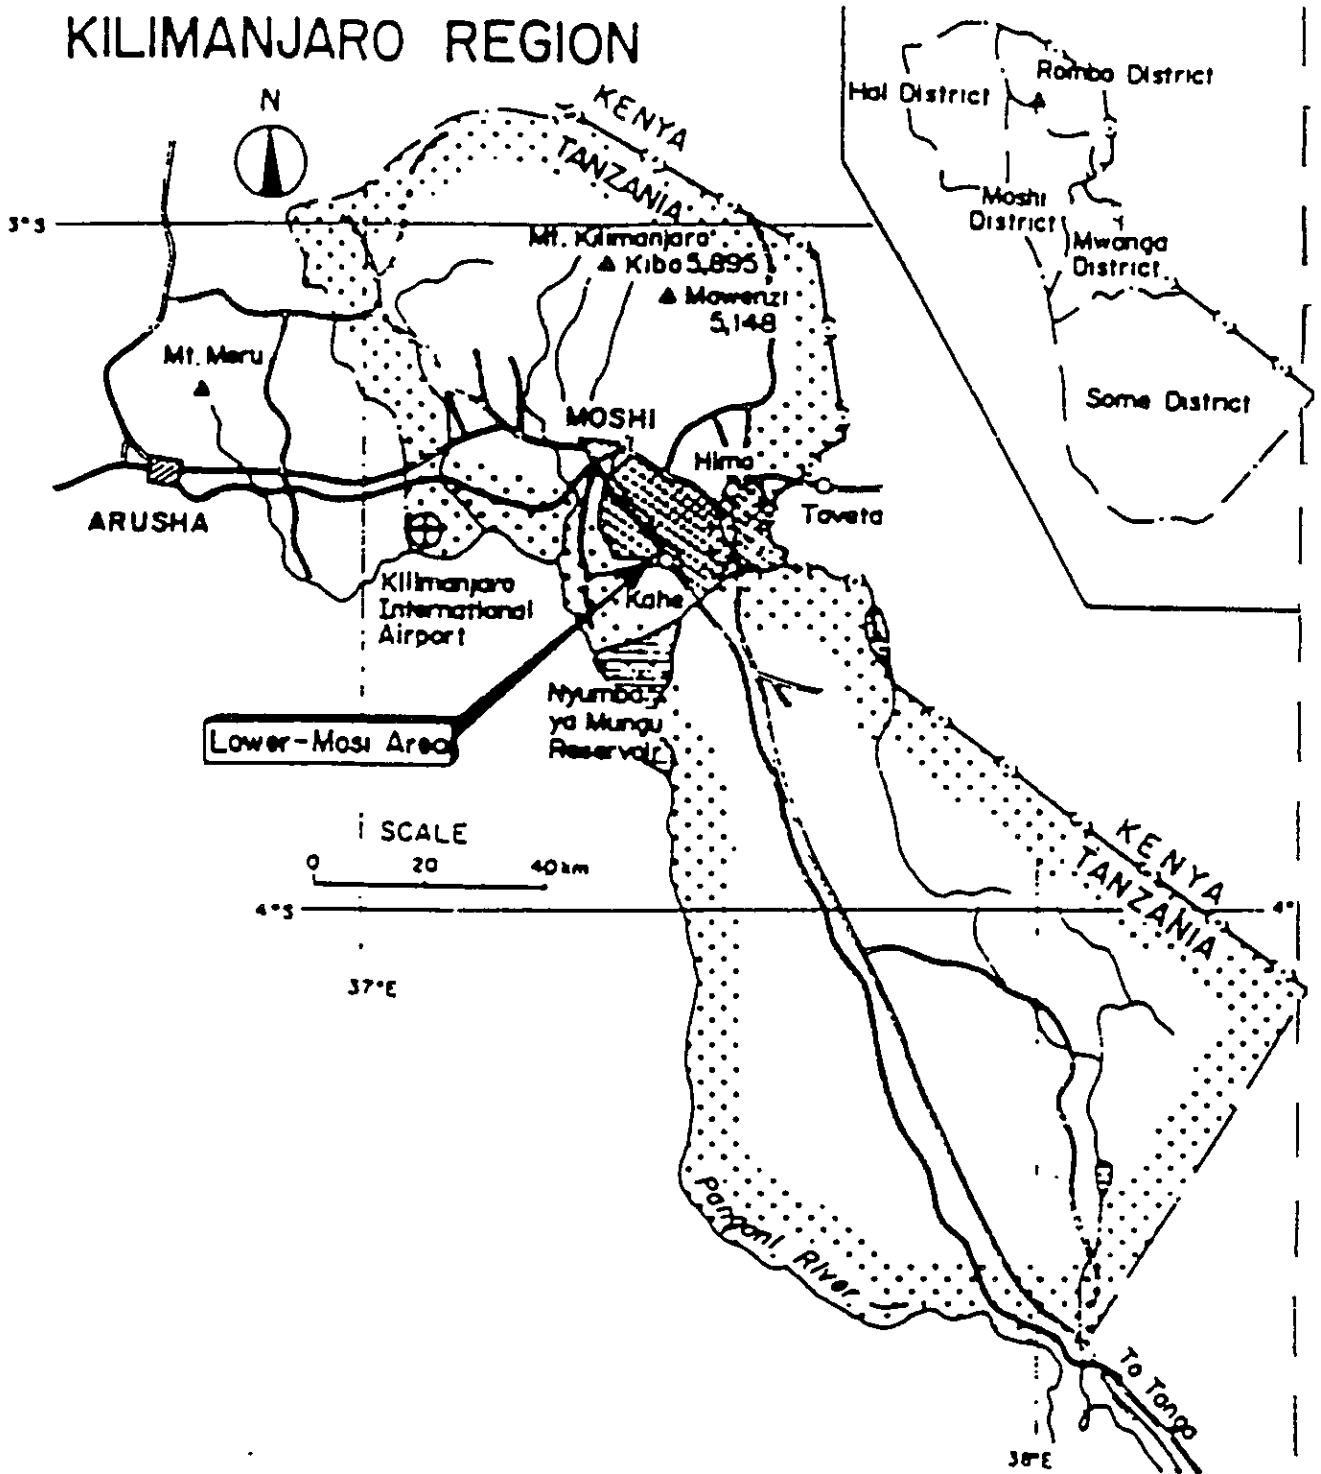 KILIMANJARO REGION
N
KENYA
TANZANIA
3°S
Mt. Kilimanjaro
Kibo 5,895
Mawenzi
5,148
Mt. Meru
MOSHI
Hima
ARUSHA
Taveta
Kilimanjaro
International
Airport
Kahe
Lower-Mosi Area
Nyumba
ya Mungu
Reservoir
SCALE
0 20 40 km
4°S
4°
37°E
KENYA
TANZANIA
Pangani River
To Tanga
38°E
Rombo District
Hai District
Moshi
District
Mwanga
District
Same District